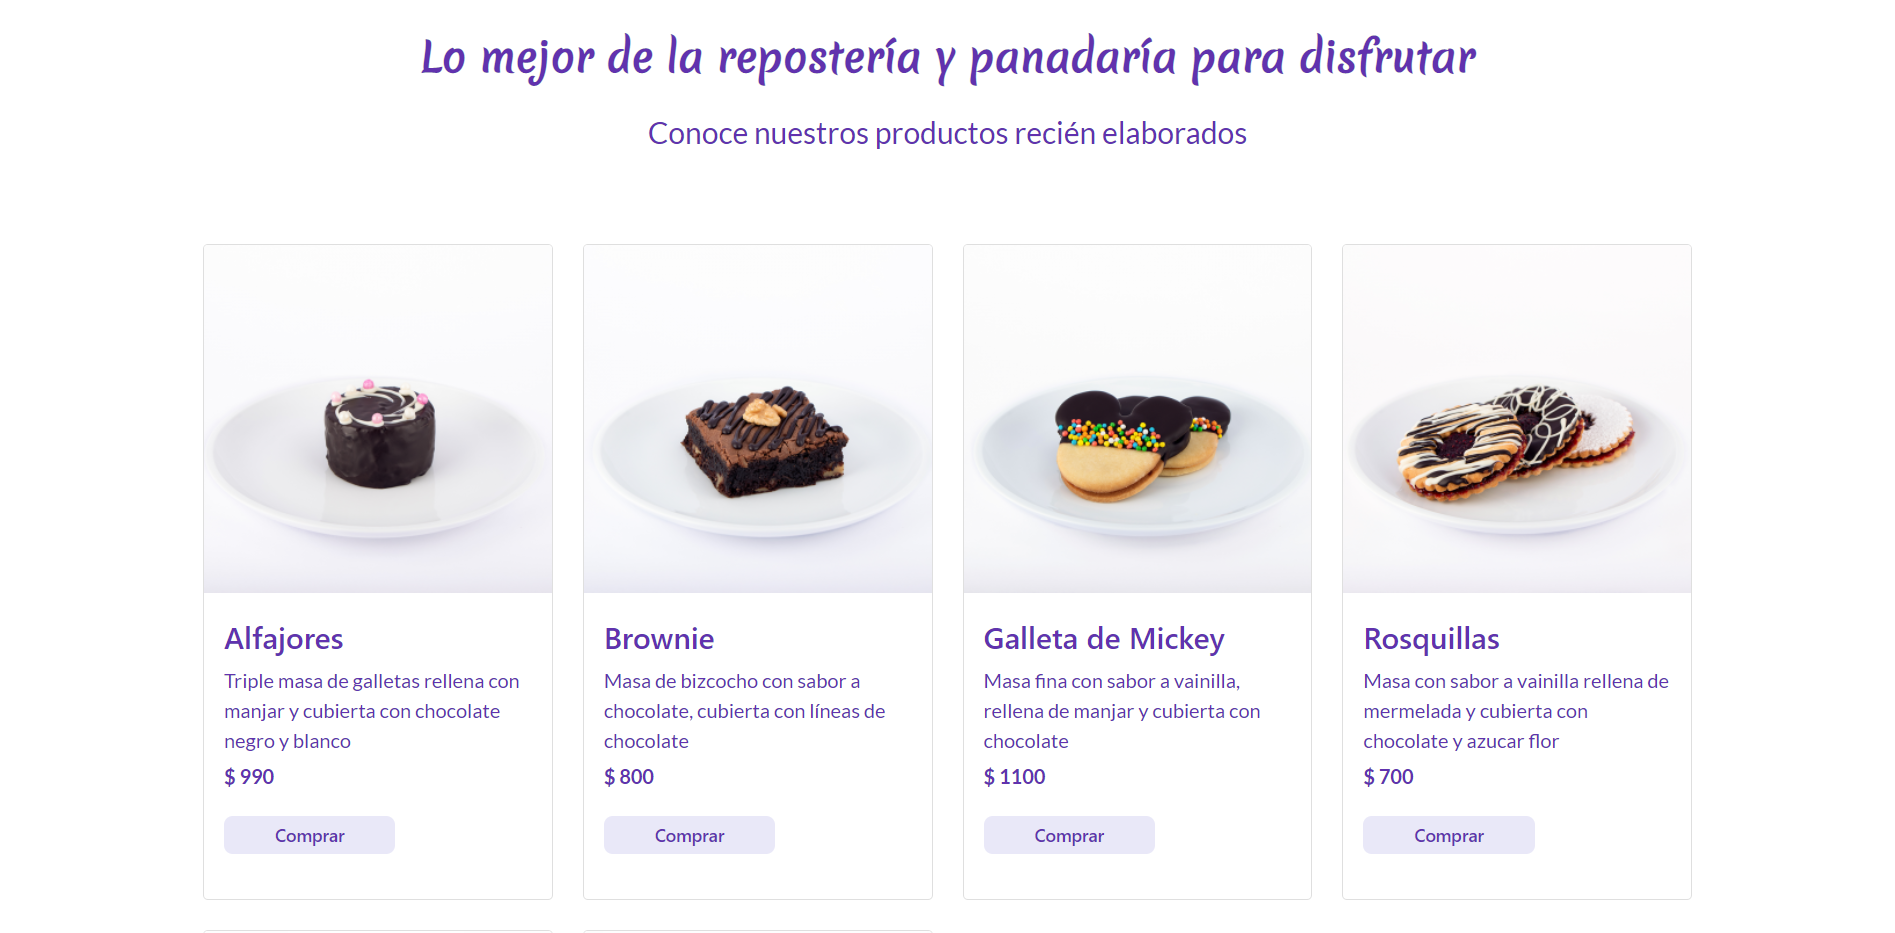 Lo mejor de la repostería y panadaría para disfrutar
Conoce nuestros productos recién elaborados
Alfajores
Triple masa de galletas rellena con
manjar y cubierta con chocolate
negro y blanco
$ 990
Comprar
Brownie
Masa de bizcocho con sabor a
chocolate, cubierta con líneas de
chocolate
$ 800
Comprar
Galleta de Mickey
Masa fina con sabor a vainilla,
rellena de manjar y cubierta con
chocolate
$ 1100
Comprar
Rosquillas
Masa con sabor a vainilla rellena de
mermelada y cubierta con
chocolate y azucar flor
$ 700
Comprar